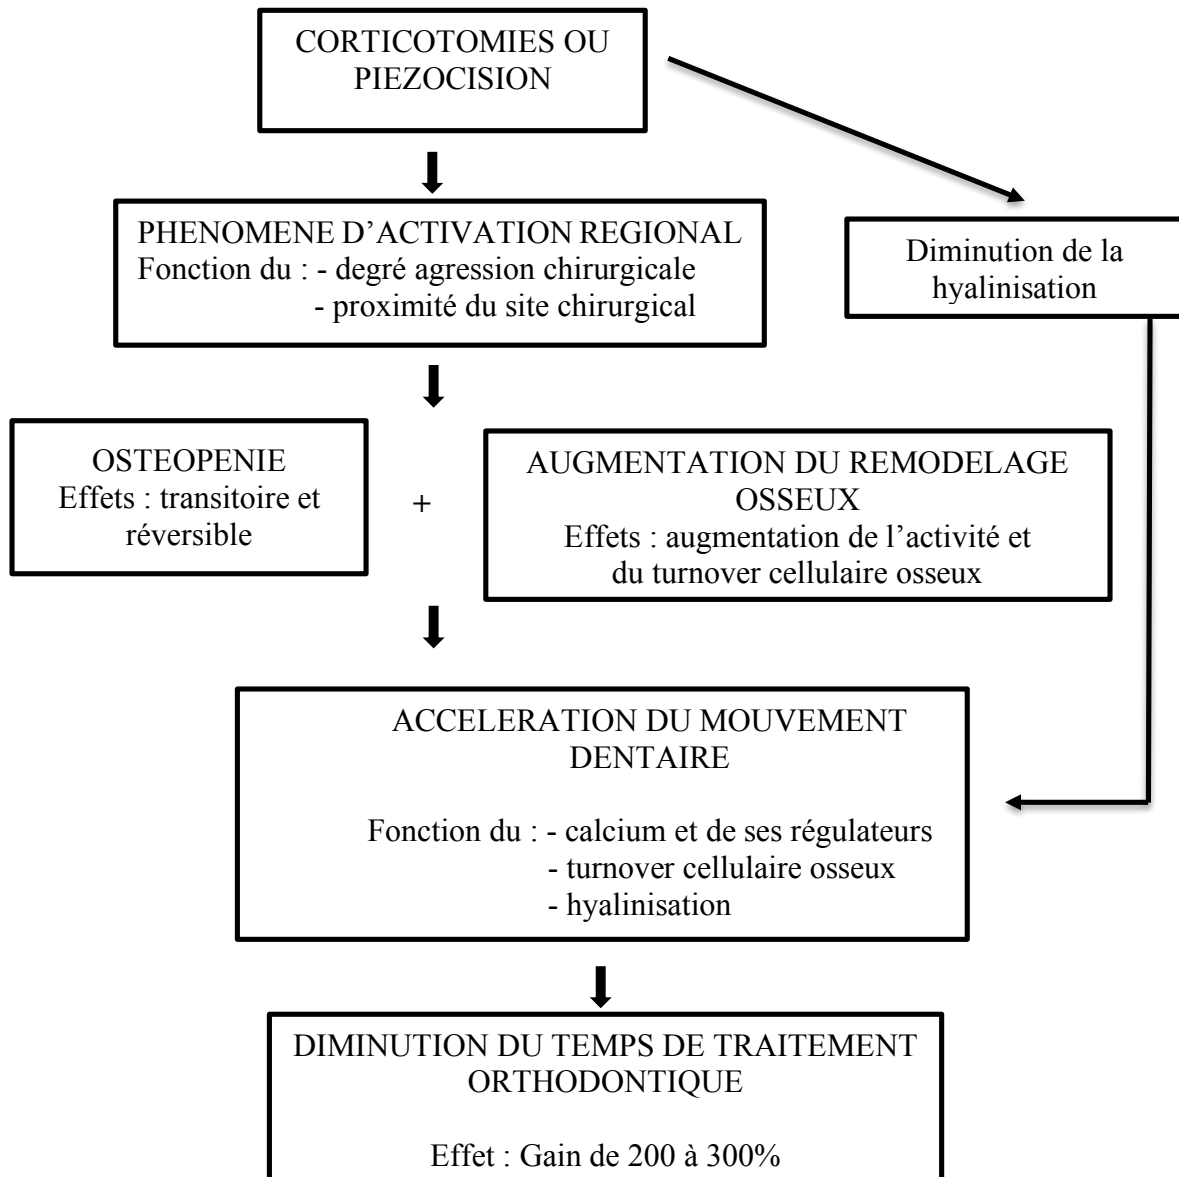 CORTICOTOMIES OU
PIEZOCISION
PHENOMENE D’ACTIVATION REGIONAL
Fonction du : - degré agression chirurgicale
- proximité du site chirurgical
Diminution de la
hyalinisation
OSTEOPENIE
Effets : transitoire et
réversible
+
AUGMENTATION DU REMODELAGE
OSSEUX
Effets : augmentation de l’activité et
du turnover cellulaire osseux
ACCELERATION DU MOUVEMENT
DENTAIRE
Fonction du : - calcium et de ses régulateurs
- turnover cellulaire osseux
- hyalinisation
DIMINUTION DU TEMPS DE TRAITEMENT
ORTHODONTIQUE
Effet : Gain de 200 à 300%